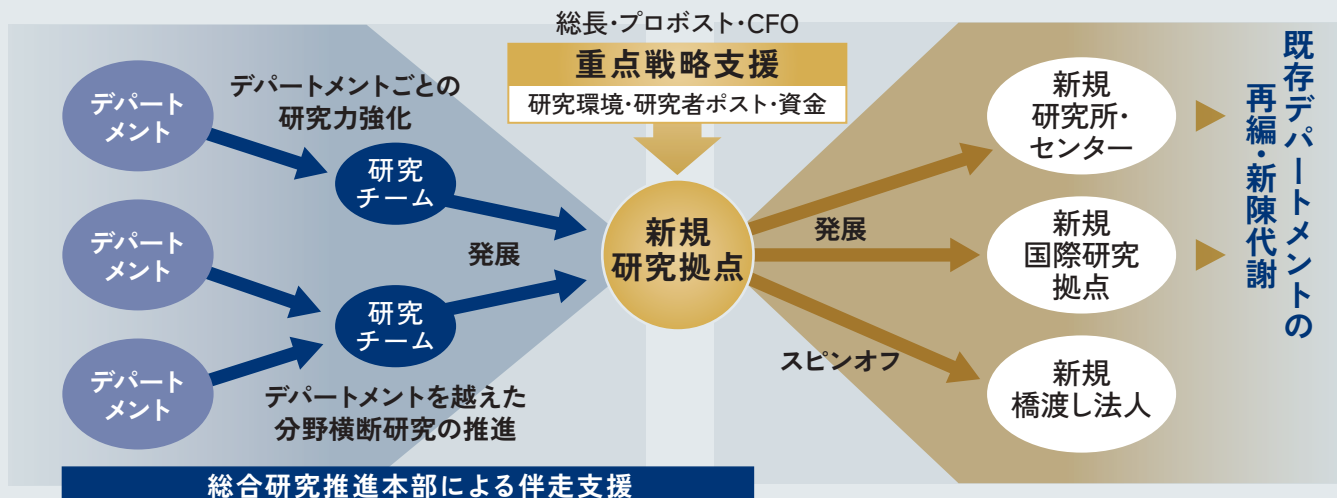 総長・プロボスト・CFO
重点戦略支援
研究環境・研究者ポスト・資金
デパート
メント
デパート
メント
デパート
メント
デパートメントごとの
研究力強化
研究
チーム
研究
チーム
デパートメントを越えた
分野横断研究の推進
発展
新規
研究拠点
発展
スピンオフ
新規
研究所・
センター
新規
国際研究
拠点
新規
橋渡し法人
既存デパートメントの
再編・新陳代謝
総合研究推進本部による伴走支援